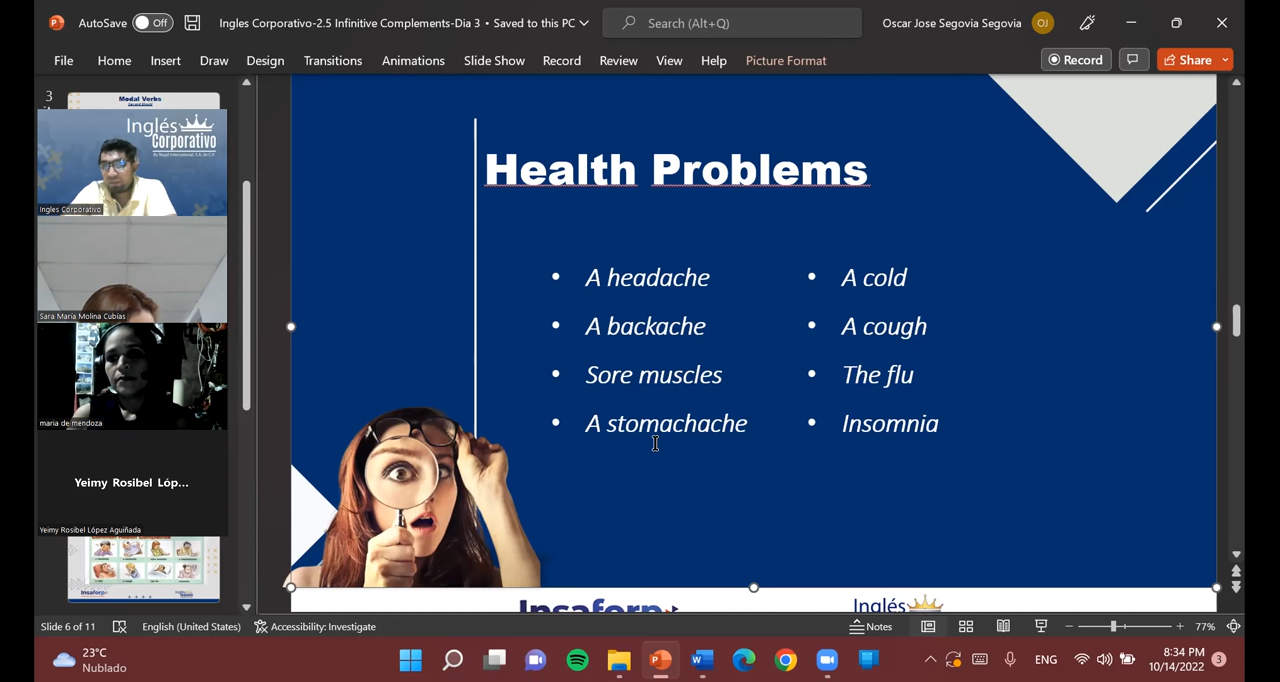 AutoSave Off Ingles Corporativo-2.5 Infinitive Complements-Dia 3 • Saved to this PC Search (Alt+Q) Oscar Jose Segovia Segovia OJ
File Home Insert Draw Design Transitions Animations Slide Show Record Review View Help Picture Format Record Share
3
Modal Verbs
Inglés
Corporativo
Ingles Corporativo
Sara María Molina Cubías
maria de mendoza
Yeimy Rosibel Lóp...
Yeimy Rosibel López Aguiñada
Health Problems
• A headache
• A backache
• Sore muscles
• A stomachache
• A cold
• A cough
• The flu
• Insomnia
Insaforp
Inglés
Slide 6 of 11 English (United States) Accessibility: Investigate Notes 77%
23°C
Nublado
ENG
8:34 PM
10/14/2022
3